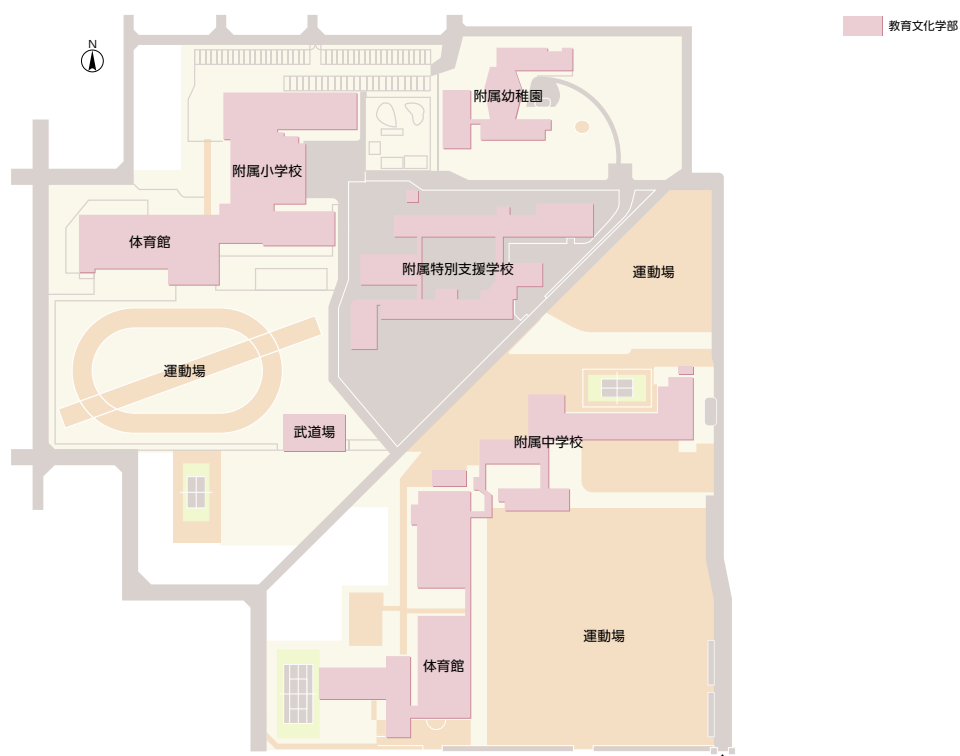 教育文化学部
N
附属幼稚園
附属小学校
体育館
附属特別支援学校
運動場
運動場
武道場
附属中学校
運動場
体育館